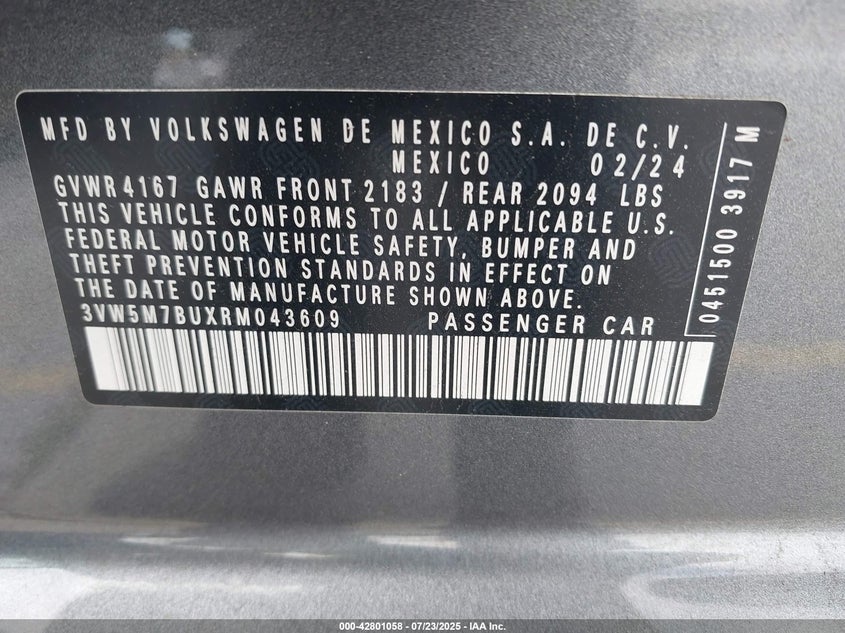 MFD BY VOLKSWAGEN DE MEXICO S.A. DE C.V.
MEXICO 02/24
GVWR 4167 GAWR FRONT 2183 / REAR 2094 LBS
THIS VEHICLE CONFORMS TO ALL APPLICABLE U.S.
FEDERAL MOTOR VEHICLE SAFETY, BUMPER AND
THEFT PREVENTION STANDARDS IN EFFECT ON
THE DATE OF MANUFACTURE SHOWN ABOVE.
3VW5M7BUXRM043609 PASSENGER CAR
0451500 3917 M
000-42801058 - 07/23/2025 - IAA Inc.